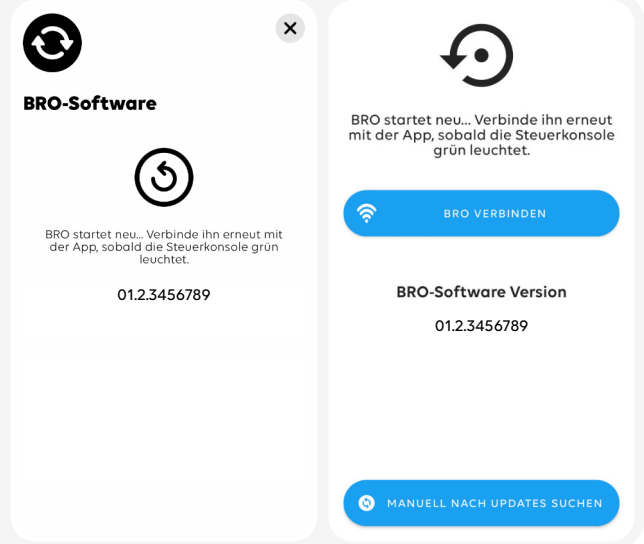 BRO-Software
BRO startet neu... Verbinde ihn erneut mit
der App, sobald die Steuerkonsole grün
leuchtet.
01.2.3456789
BRO startet neu... Verbinde ihn erneut
mit der App, sobald die Steuerkonsole
grün leuchtet.
BRO VERBINDEN
BRO-Software Version
01.2.3456789
MANUELL NACH UPDATES SUCHEN